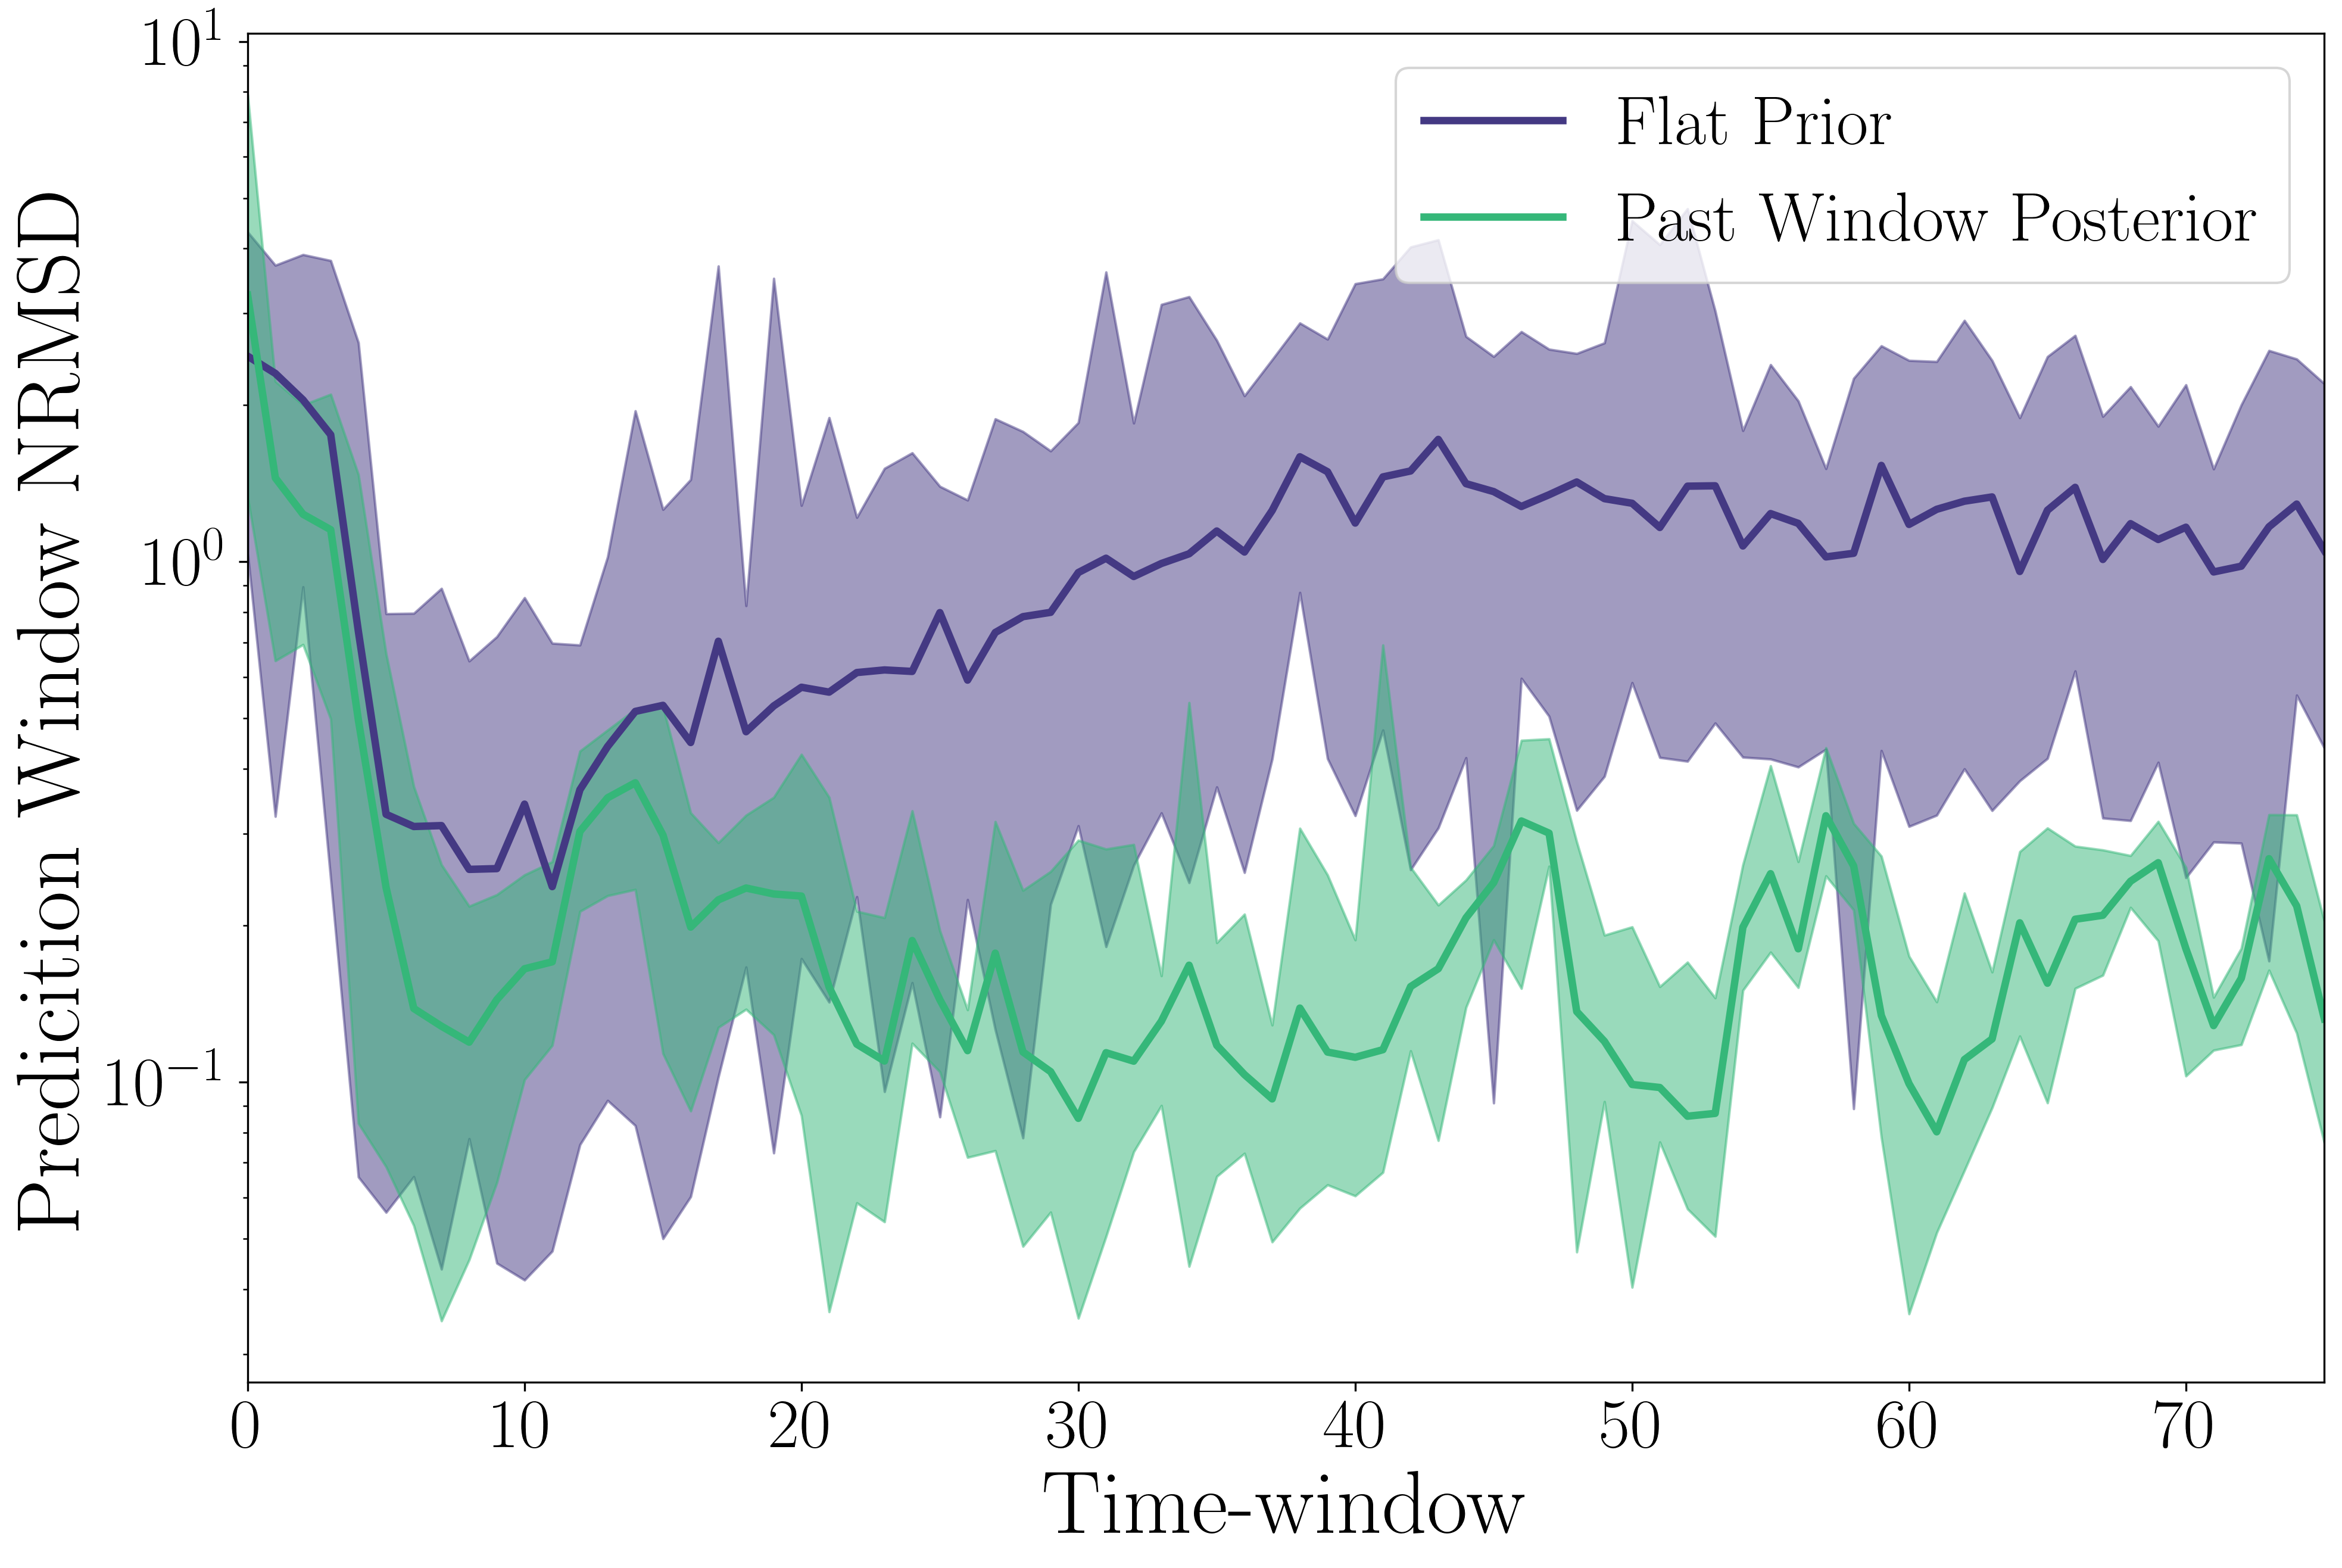 Predicition Window NRMSD
10^1
10^0
10^{-1}
Flat Prior
Past Window Posterior
0 10 20 30 40 50 60 70
Time-window